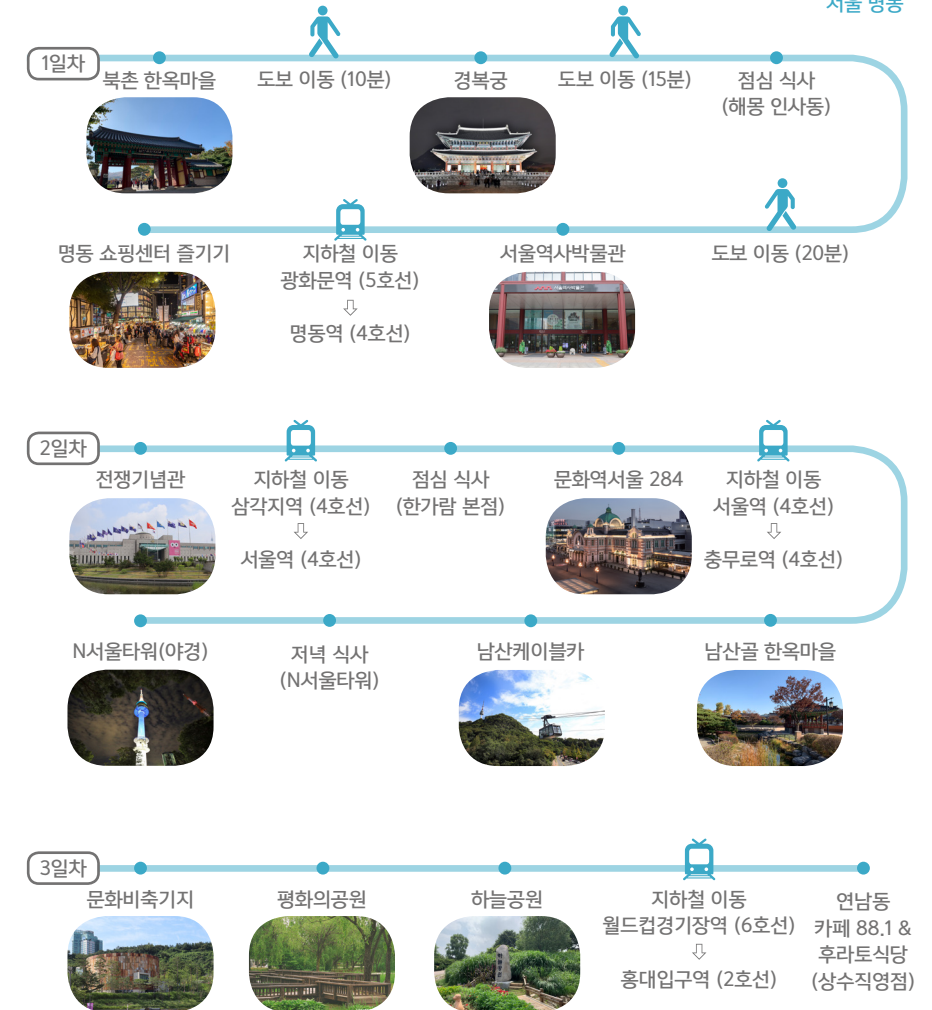 서울 명동
1일차
북촌 한옥마을
도보 이동 (10분)
경복궁
도보 이동 (15분)
점심 식사
(해몽 인사동)
도보 이동 (20분)
서울역사박물관
서울역사박물관
지하철 이동
광화문역 (5호선)
⇩
명동역 (4호선)
명동 쇼핑센터 즐기기
2일차
전쟁기념관
지하철 이동
삼각지역 (4호선)
⇩
서울역 (4호선)
점심 식사
(한가람 본점)
문화역서울 284
지하철 이동
서울역 (4호선)
⇩
충무로역 (4호선)
남산골 한옥마을
남산케이블카
저녁 식사
(N서울타워)
N서울타워(야경)
3일차
문화비축기지
평화의공원
하늘공원
지하철 이동
월드컵경기장역 (6호선)
⇩
홍대입구역 (2호선)
연남동
카페 88.1 &
후라토식당
(상수직영점)